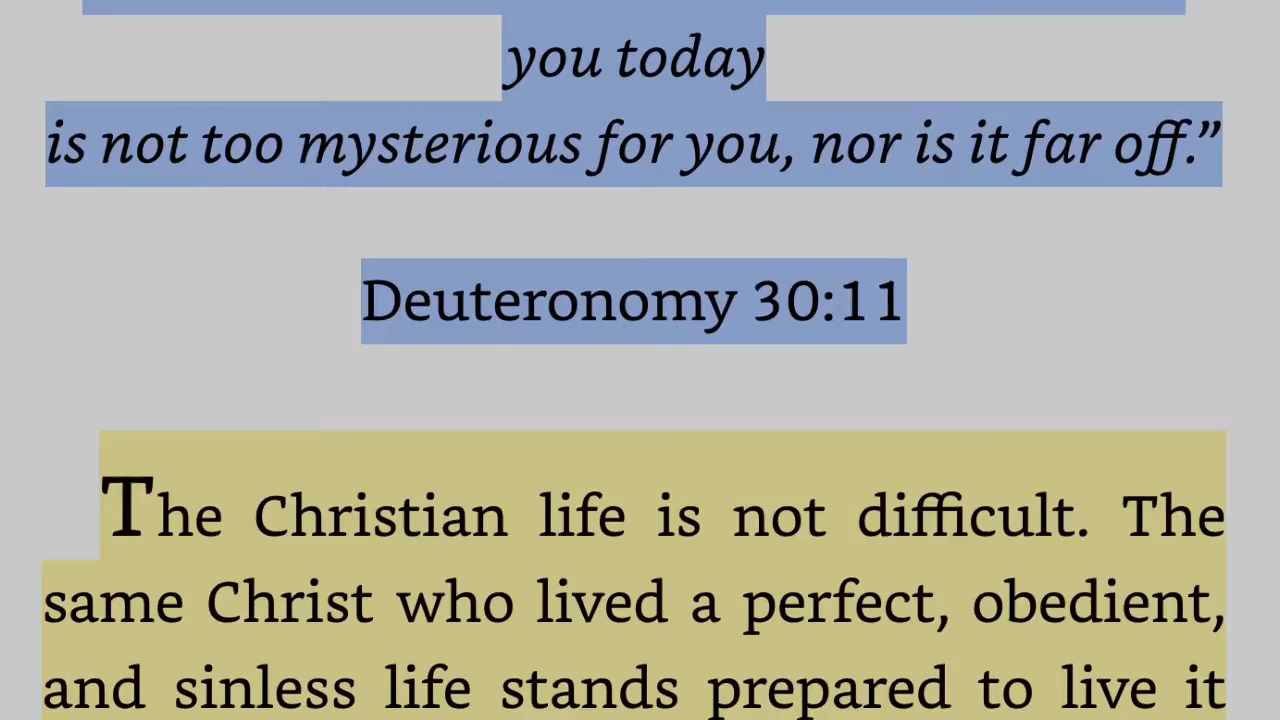 you today
is not too mysterious for you, nor is it far off.”
Deuteronomy 30:11
The Christian life is not difficult. The
same Christ who lived a perfect, obedient,
and sinless life stands prepared to live it